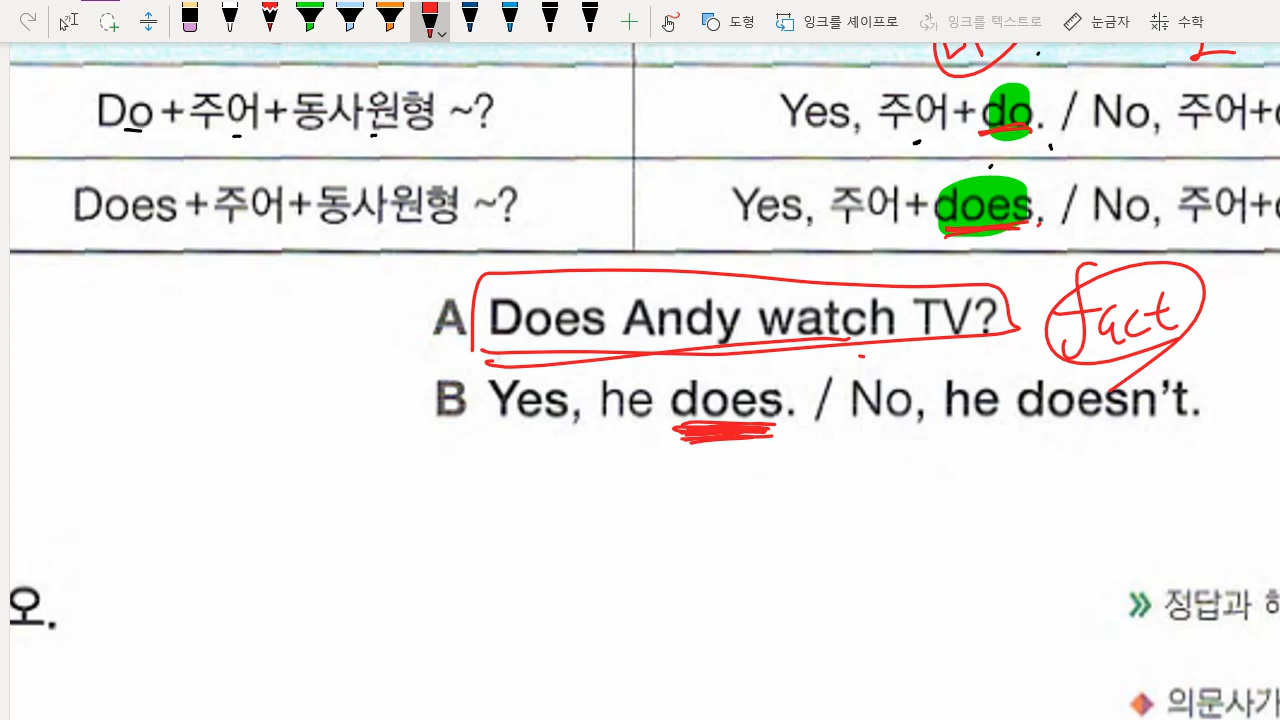 도형 잉크를 셰이프로 잉크를 텍스트로 눈금자 수학
Do+주어+동사원형 ~? Yes, 주어+do. / No, 주어+
Does+주어+동사원형 ~? Yes, 주어+does. / No, 주어+
A Does Andy watch TV? fact
B Yes, he does. / No, he doesn't.
오.
정답과
의문사가